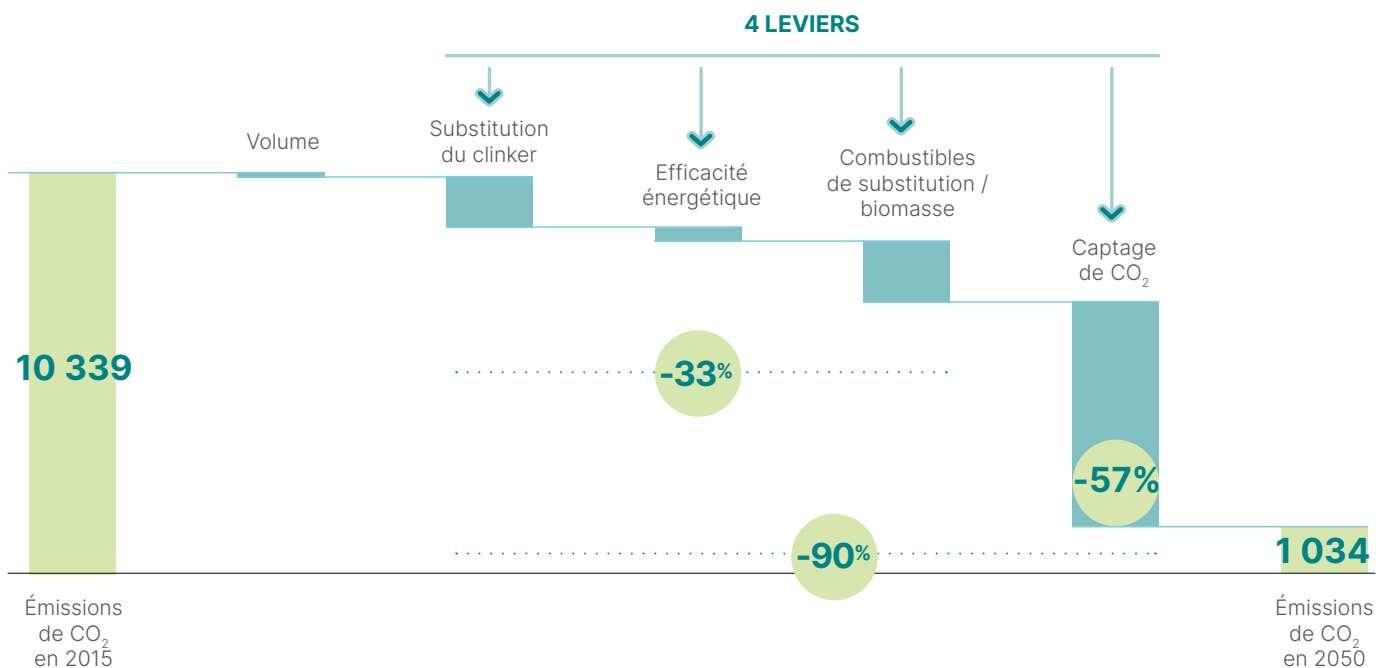 4 LEVIERS
Volume
Substitution
du clinker
Efficacité
énergétique
Combustibles
de substitution /
biomasse
Captage
de CO₂
10 339
-33%
-57%
-90%
1 034
Émissions
de CO₂
en 2015
Émissions
de CO₂
en 2050